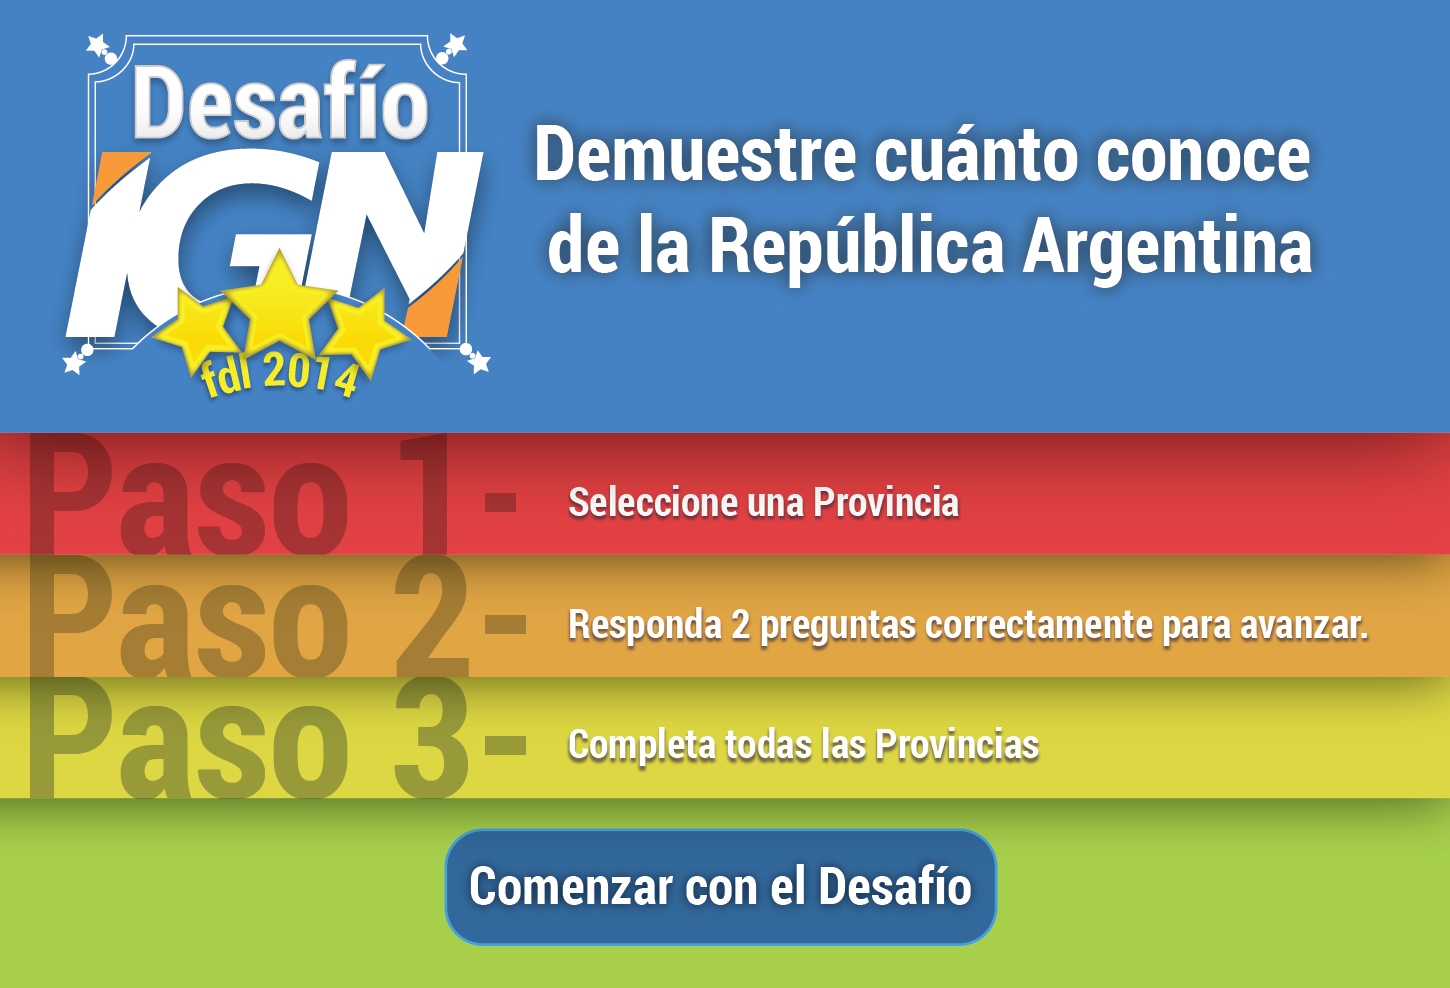 Desafío
IGN
fdl 2014
Demuestre cuánto conoce
de la República Argentina
Paso 1- Seleccione una Provincia
Paso 2- Responda 2 preguntas correctamente para avanzar.
Paso 3- Completa todas las Provincias
Comenzar con el Desafío